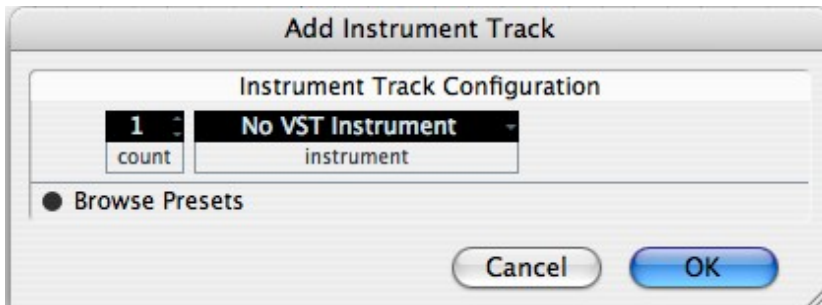 Add Instrument Track
Instrument Track Configuration
1 No VST Instrument
count instrument
Browse Presets
Cancel OK